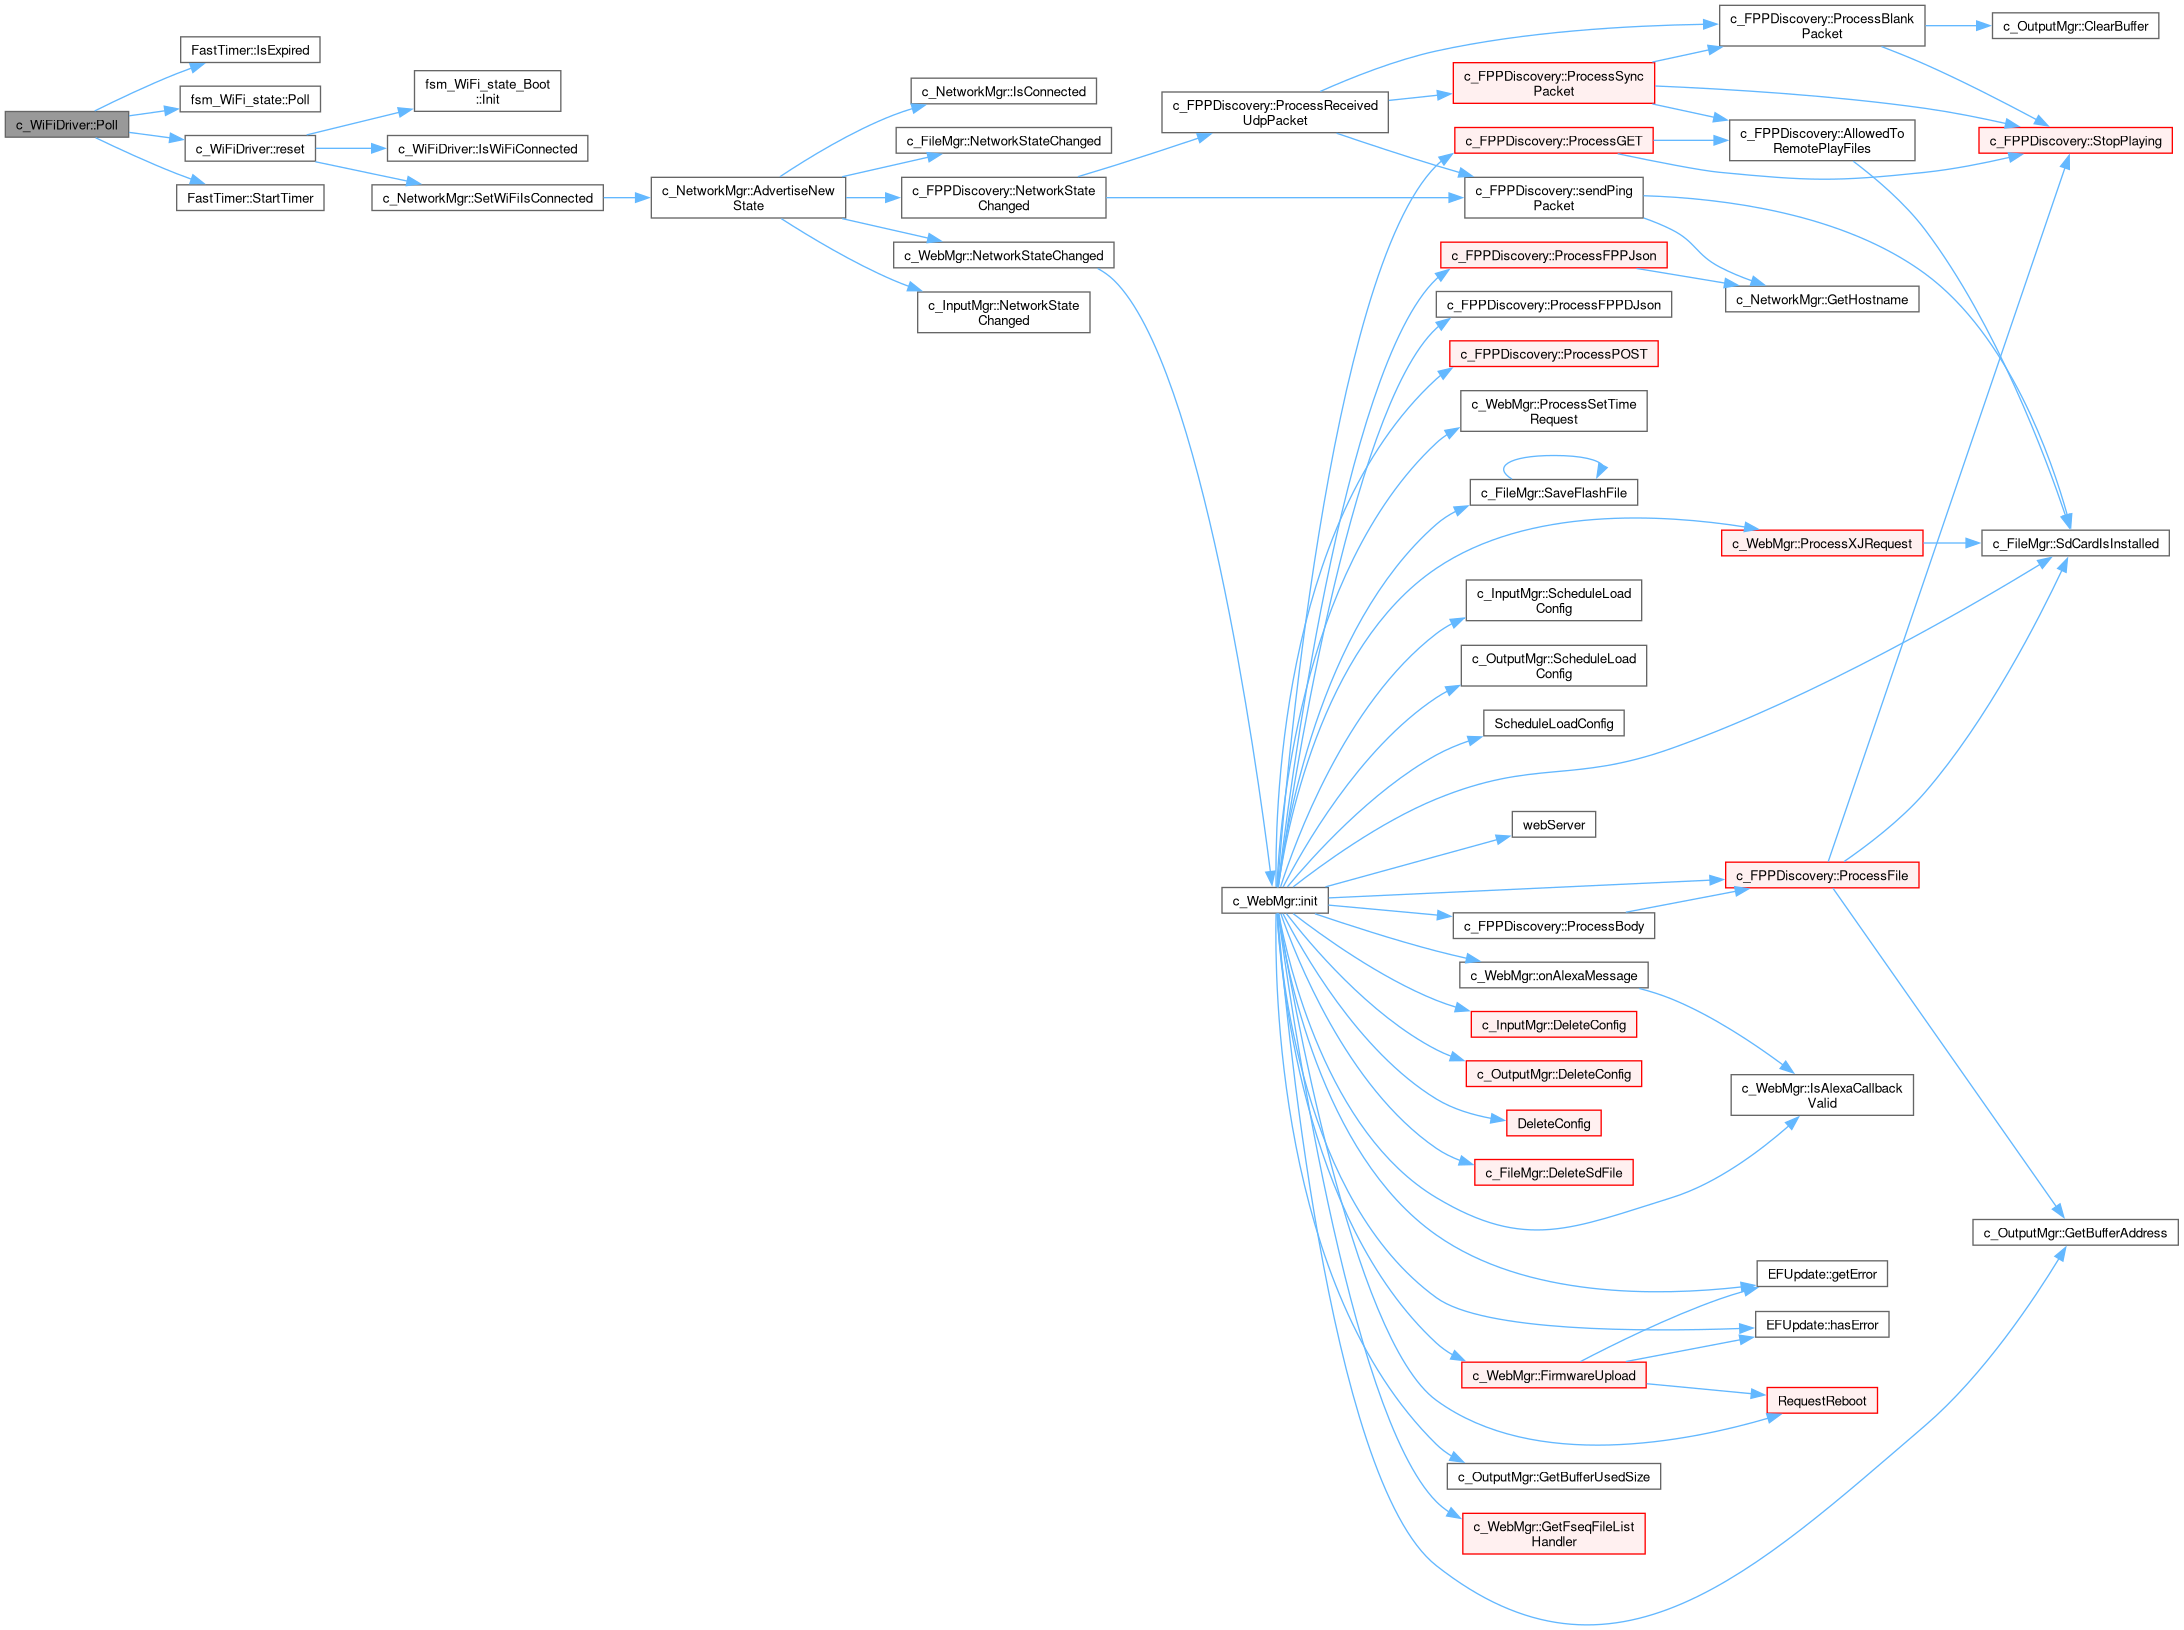 c_WiFiDriver::Poll
FastTimer::IsExpired
fsm_WiFi_state::Poll
c_WiFiDriver::reset
FastTimer::StartTimer
fsm_WiFi_state_Boot
::Init
c_WiFiDriver::IsWiFiConnected
c_NetworkMgr::SetWiFiIsConnected
c_NetworkMgr::AdvertiseNew
State
c_NetworkMgr::IsConnected
c_FileMgr::NetworkStateChanged
c_FPPDiscovery::NetworkState
Changed
c_WebMgr::NetworkStateChanged
c_InputMgr::NetworkState
Changed
c_FPPDiscovery::ProcessReceived
UdpPacket
c_WebMgr::init
c_FPPDiscovery::ProcessSync
Packet
c_FPPDiscovery::ProcessGET
c_FPPDiscovery::sendPing
Packet
c_FPPDiscovery::ProcessFPPJson
c_FPPDiscovery::ProcessFPPDJson
c_FPPDiscovery::ProcessPOST
c_WebMgr::ProcessSetTime
Request
c_FileMgr::SaveFlashFile
c_InputMgr::ScheduleLoad
Config
c_OutputMgr::ScheduleLoad
Config
ScheduleLoadConfig
webServer
c_FPPDiscovery::ProcessBody
c_WebMgr::onAlexaMessage
c_InputMgr::DeleteConfig
c_OutputMgr::DeleteConfig
DeleteConfig
c_FileMgr::DeleteSdFile
c_WebMgr::FirmwareUpload
c_OutputMgr::GetBufferUsedSize
c_WebMgr::GetFseqFileList
Handler
c_FPPDiscovery::ProcessBlank
Packet
c_FPPDiscovery::AllowedTo
RemotePlayFiles
c_NetworkMgr::GetHostname
c_WebMgr::ProcessXJRequest
c_FPPDiscovery::ProcessFile
c_WebMgr::IsAlexaCallback
Valid
EFUpdate::getError
EFUpdate::hasError
RequestReboot
c_OutputMgr::ClearBuffer
c_FPPDiscovery::StopPlaying
c_FileMgr::SdCardIsInstalled
c_OutputMgr::GetBufferAddress